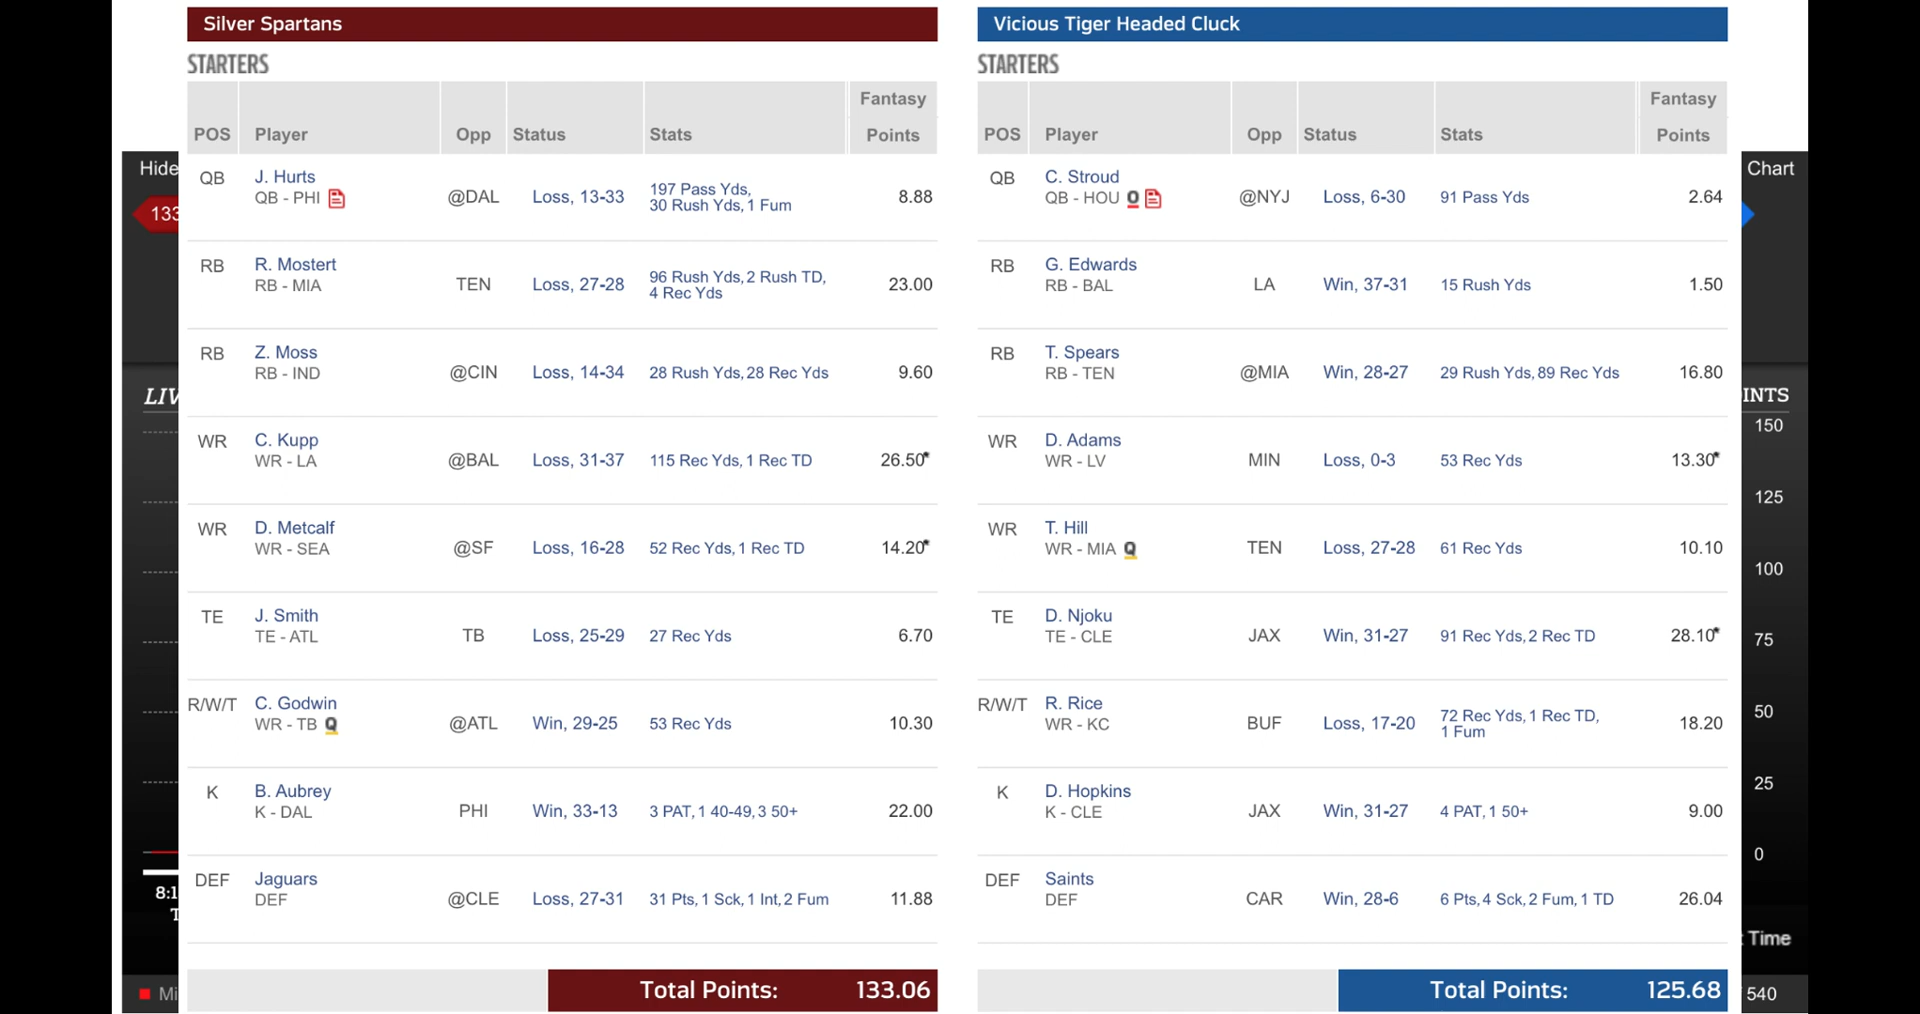 Silver Spartans
STARTERS
POS Player Opp Status Stats Fantasy Points
QB J. Hurts @DAL Loss, 13-33 197 Pass Yds, 8.88
QB - PHI 30 Rush Yds, 1 Fum
RB R. Mostert TEN Loss, 27-28 96 Rush Yds, 2 Rush TD, 23.00
RB - MIA 4 Rec Yds
RB Z. Moss @CIN Loss, 14-34 28 Rush Yds, 28 Rec Yds 9.60
RB - IND
WR C. Kupp @BAL Loss, 31-37 115 Rec Yds, 1 Rec TD 26.50*
WR - LA
WR D. Metcalf @SF Loss, 16-28 52 Rec Yds, 1 Rec TD 14.20*
WR - SEA
TE J. Smith TB Loss, 25-29 27 Rec Yds 6.70
TE - ATL
R/W/T C. Godwin @ATL Win, 29-25 53 Rec Yds 10.30
WR - TB Q
K B. Aubrey PHI Win, 33-13 3 PAT, 1 40-49, 3 50+ 22.00
K - DAL
DEF Jaguars @CLE Loss, 27-31 31 Pts, 1 Sck, 1 Int, 2 Fum 11.88
DEF
Total Points: 133.06
Vicious Tiger Headed Cluck
STARTERS
POS Player Opp Status Stats Fantasy Points
QB C. Stroud @NYJ Loss, 6-30 91 Pass Yds 2.64
QB - HOU O
RB G. Edwards LA Win, 37-31 15 Rush Yds 1.50
RB - BAL
RB T. Spears @MIA Win, 28-27 29 Rush Yds, 89 Rec Yds 16.80
RB - TEN
WR D. Adams MIN Loss, 0-3 53 Rec Yds 13.30*
WR - LV
WR T. Hill TEN Loss, 27-28 61 Rec Yds 10.10
WR - MIA Q
TE D. Njoku JAX Win, 31-27 91 Rec Yds, 2 Rec TD 28.10*
TE - CLE
R/W/T R. Rice BUF Loss, 17-20 72 Rec Yds, 1 Rec TD, 18.20
WR - KC 1 Fum
K D. Hopkins JAX Win, 31-27 4 PAT, 1 50+ 9.00
K - CLE
DEF Saints CAR Win, 28-6 6 Pts, 4 Sck, 2 Fum, 1 TD 26.04
DEF
Total Points: 125.68
Hide
133
LIV
8:1
T
Mi
Chart
INTS
150
125
100
75
50
25
0
Time
540